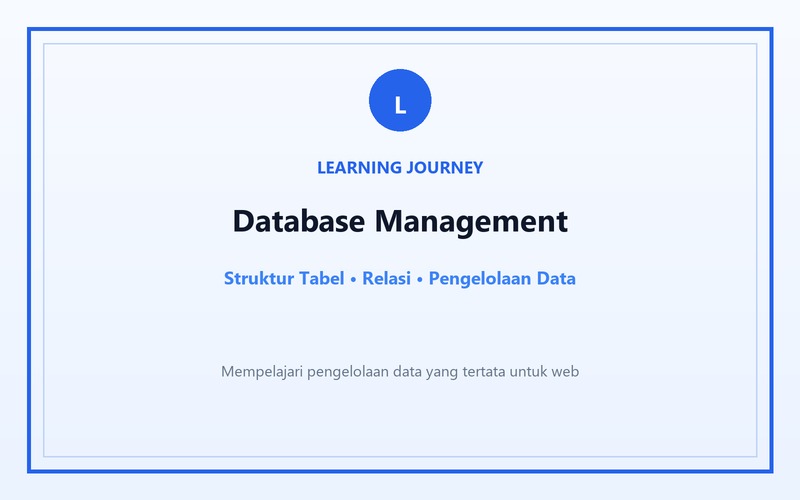 L
LEARNING JOURNEY
Database Management
Struktur Tabel • Relasi • Pengelolaan Data
Mempelajari pengelolaan data yang tertata untuk web